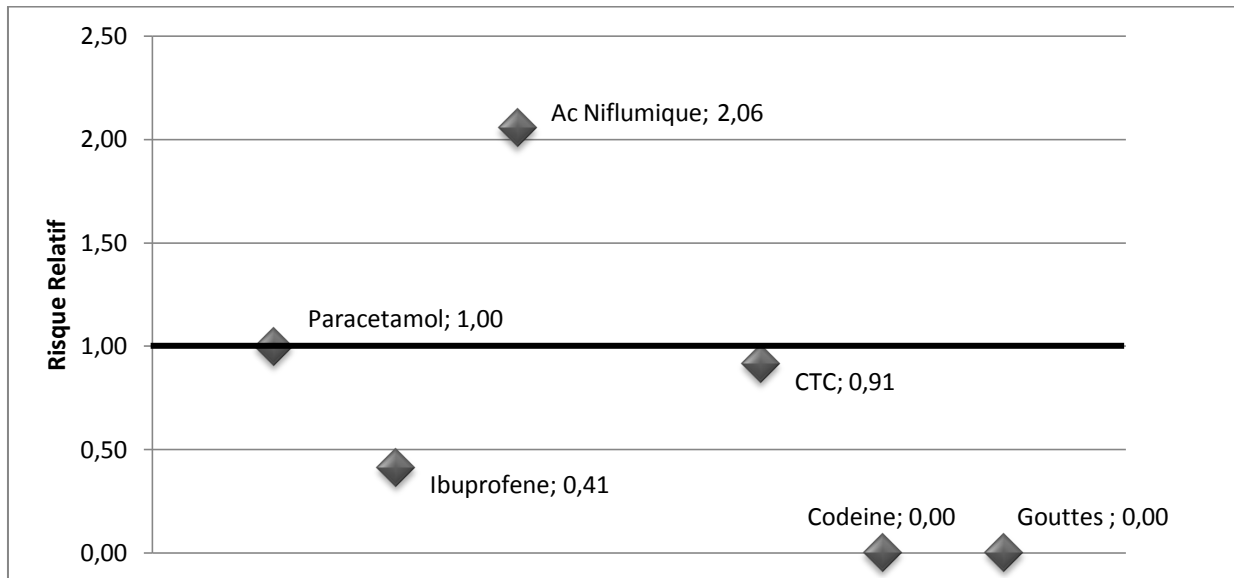 2,50
2,00
1,50
1,00
0,50
0,00
Risque Relatif
Ac Niflumique; 2,06
Paracetamol; 1,00
CTC; 0,91
Ibuprofene; 0,41
Codeine; 0,00
Gouttes ; 0,00